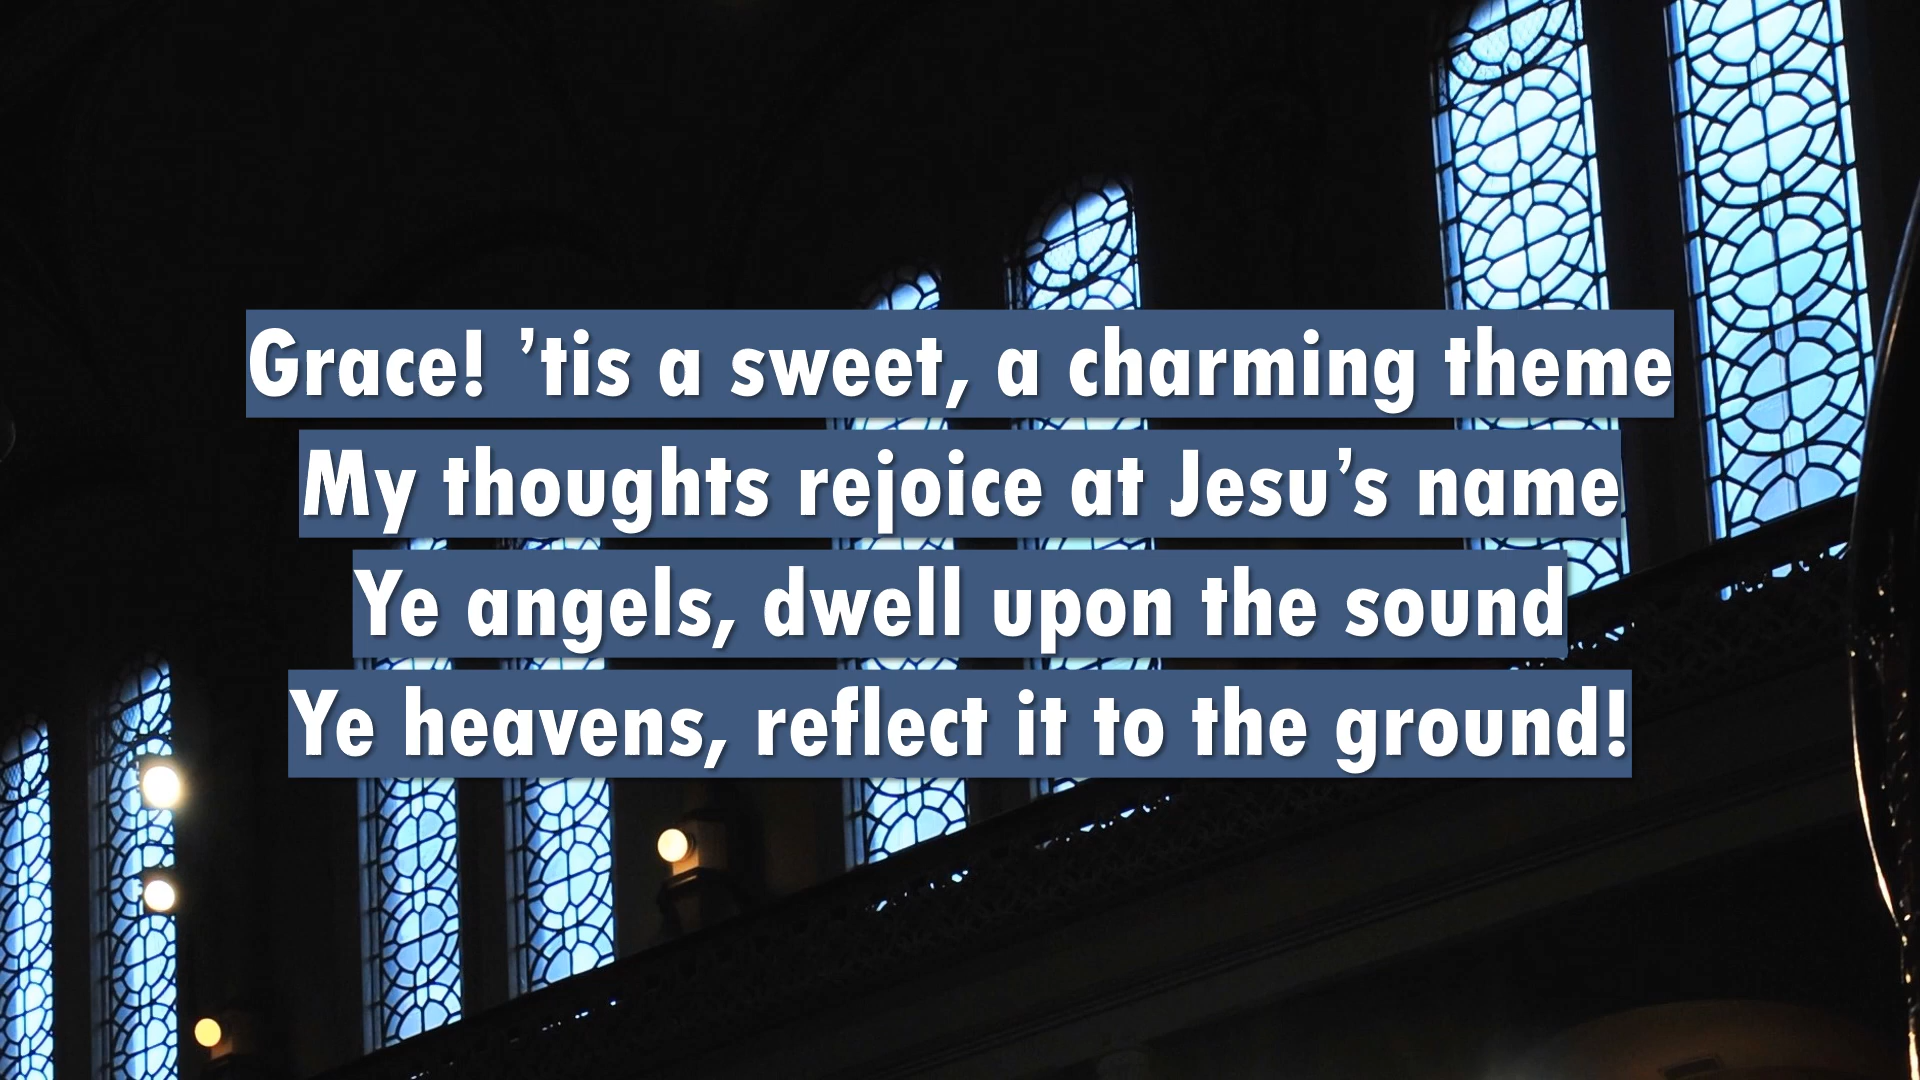 Grace! ’tis a sweet, a charming theme
My thoughts rejoice at Jesu’s name
Ye angels, dwell upon the sound
Ye heavens, reflect it to the ground!